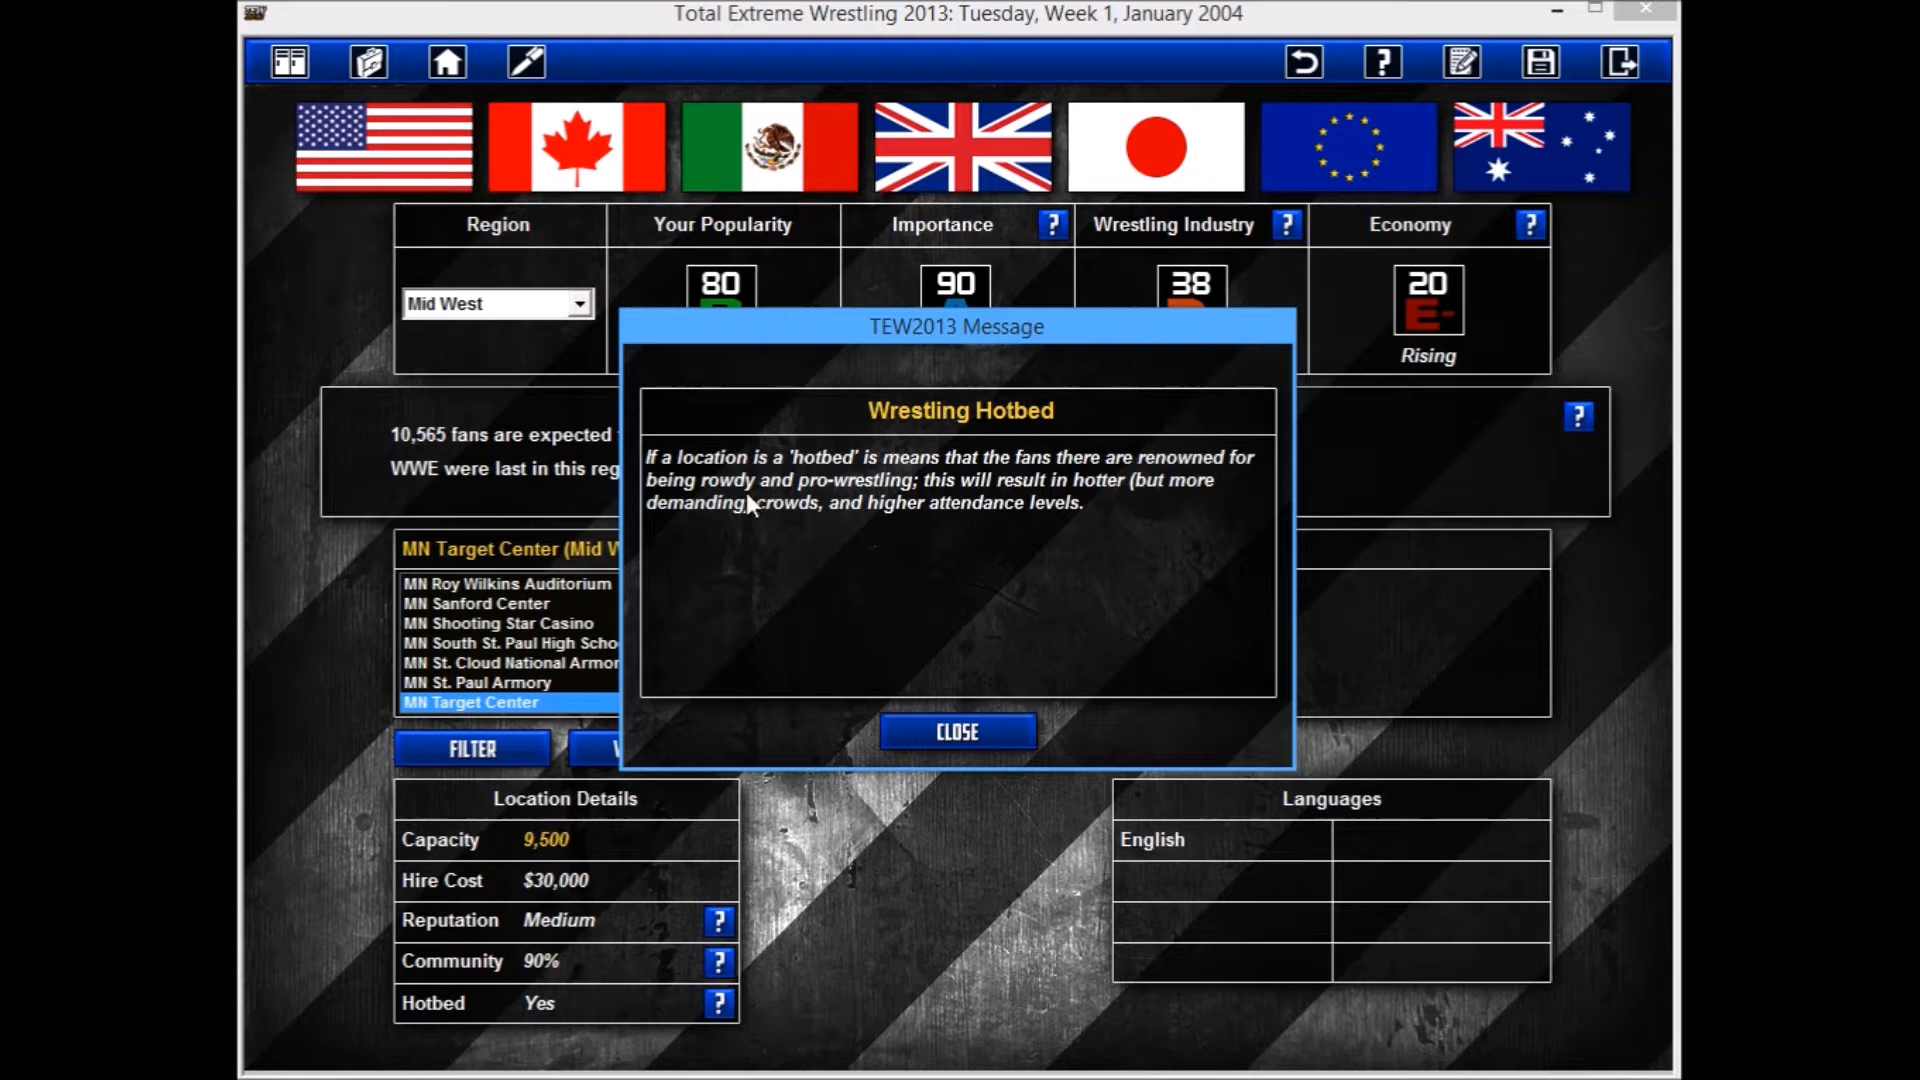 Total Extreme Wrestling 2013: Tuesday, Week 1, January 2004
Region
Your Popularity
Importance
?
Wrestling Industry
?
Economy
?
Mid West
80
90
38
20
E-
Rising
TEW2013 Message
Wrestling Hotbed
If a location is a 'hotbed' is means that the fans there are renowned for
being rowdy and pro-wrestling; this will result in hotter (but more
demanding) crowds, and higher attendance levels.
CLOSE
10,565 fans are expected
WWE were last in this reg
?
MN Target Center (Mid W
MN Roy Wilkins Auditorium
MN Sanford Center
MN Shooting Star Casino
MN South St. Paul High Scho
MN St. Cloud National Armor
MN St. Paul Armory
MN Target Center
FILTER
Location Details
Capacity 9,500
Hire Cost $30,000
Reputation Medium ?
Community 90% ?
Hotbed Yes ?
Languages
English